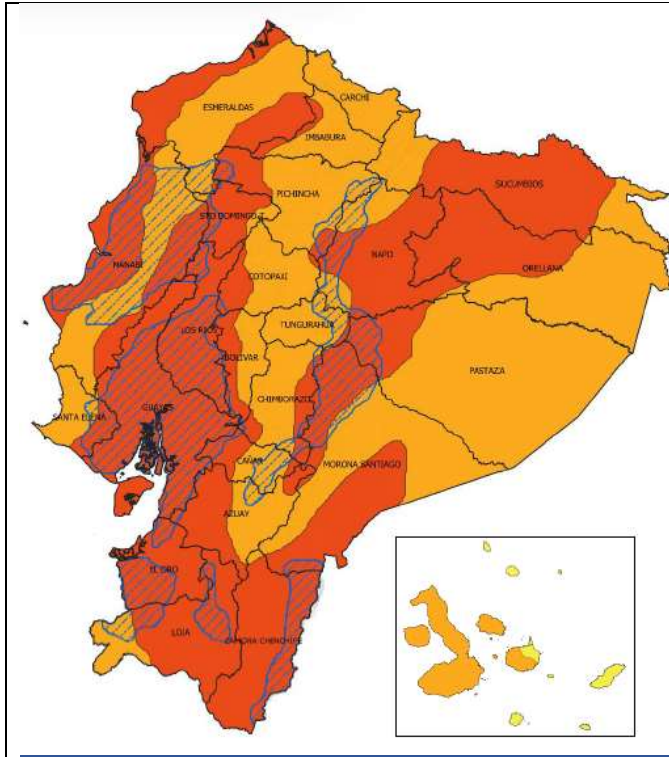 CARCHI
ESMERALDAS
IMBABURA
SUCUMBIOS
PICHINCHA
STO DOMINGO T
NAPO
MANABI
ORELLANA
COTOPAXI
LOS RIOS
TUNGURAHUA
BOLIVAR
PASTAZA
CHIMBORAZO
GUAYAS
SANTA ELENA
CAÑAR
MORONA SANTIAGO
AZUAY
EL ORO
LOJA
ZAMORA CHINCHIPE